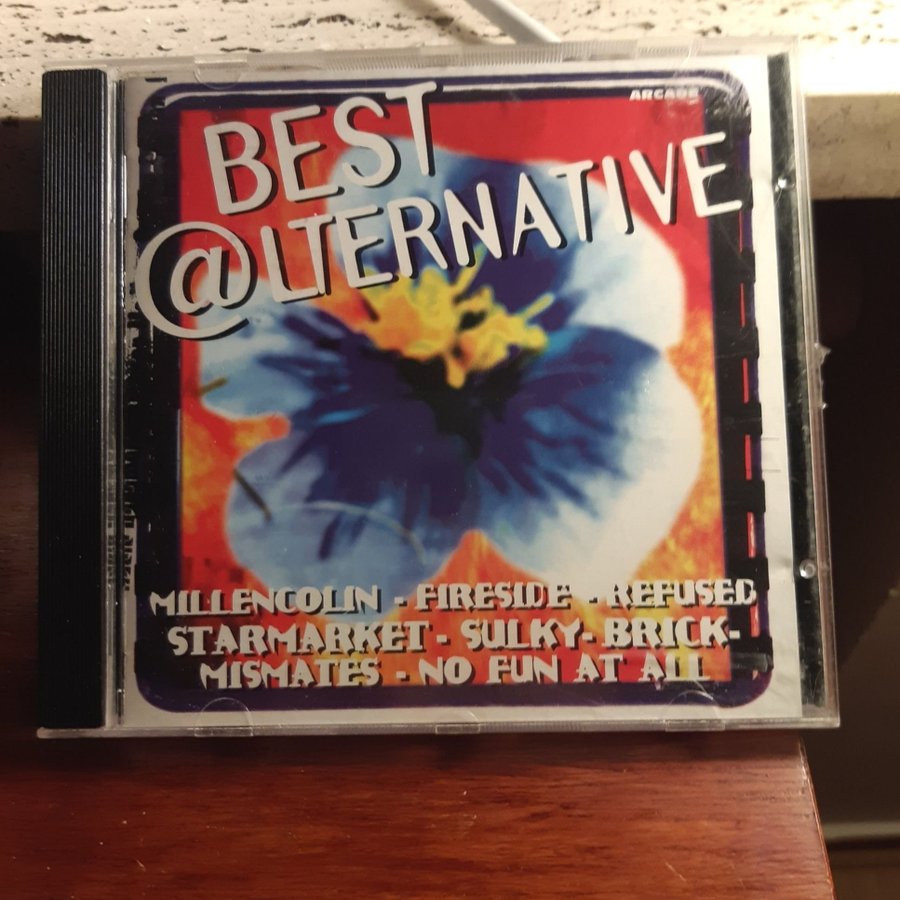 ARCADE
BEST
@LTERNATIVE
MILLENCOLIN - FIRESIDE - REFUSED
STARMARKET - SULKY - BRICK -
MISMATES - NO FUN AT ALL